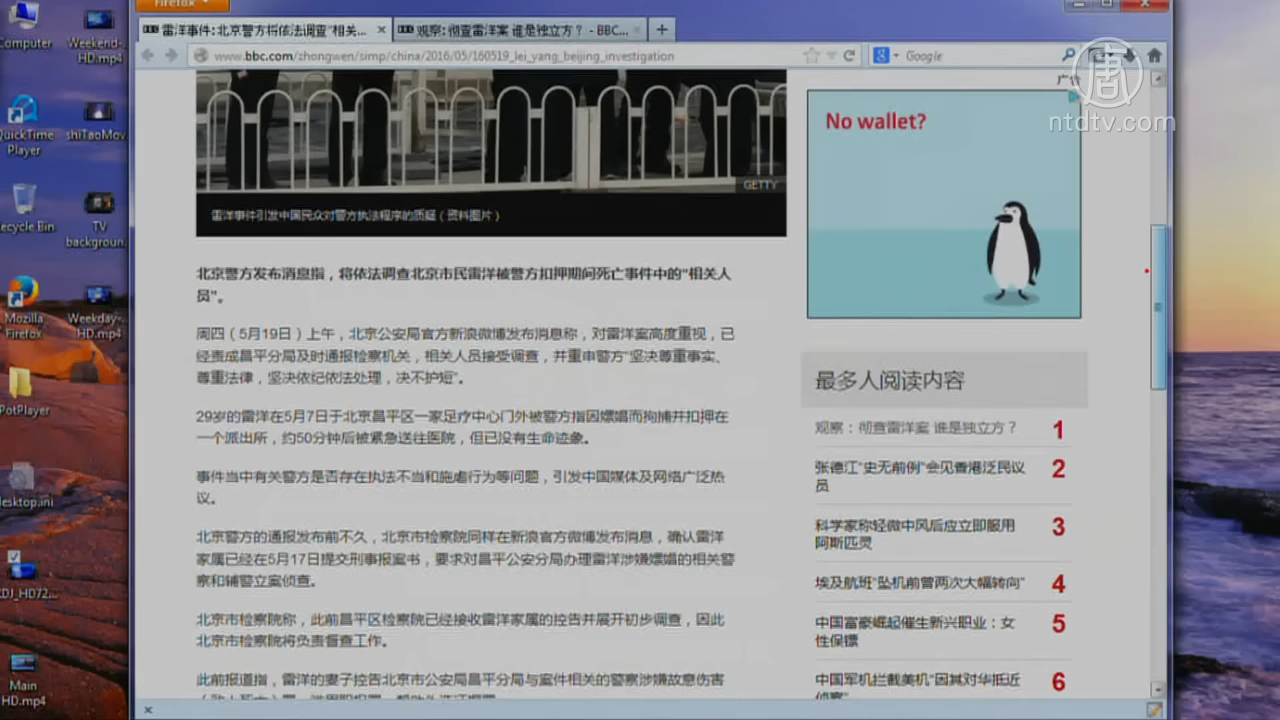 Firefox
雷洋事件:北京警方将依法调查"相关...
观察:彻查雷洋案 谁是独立方？ - BBC...
www.bbc.com/zhongwen/simp/china/2016/05/160519_lei_yang_beijing_investigation
Google
Computer
Weekend-.
HD.mp4
QuickTime
Player
shiTaoMov.
ecycle Bin
TV
backgroun.
Mozilla
Firefox
Weekday-.
HD.mp4
PotPlayer
esktop.ini
DJ_HD72...
Main
HD.mp4
广告
唐
ntdtv.com
No wallet?
GETTY
雷洋事件引发中国民众对警方执法程序的质疑（资料图片）
北京警方发布消息指，将依法调查北京市民雷洋被警方扣押期间死亡事件中的“相关人
员”。
周四（5月19日）上午，北京公安局官方新浪微博发布消息称，对雷洋案高度重视，已
经责成昌平分局及时通报检察机关，相关人员接受调查，并重申警方“坚决尊重事实、
尊重法律，坚决依纪依法处理，决不护短”。
29岁的雷洋在5月7日于北京昌平区一家足疗中心门外被警方指因嫖娼而拘捕并扣押在
一个派出所，约50分钟后被紧急送往医院，但已没有生命迹象。
事件当中有关警方是否存在执法不当和施虐行为等问题，引发中国媒体及网络广泛热
议。
北京警方的通报发布前不久，北京市检察院同样在新浪官方微博发布消息，确认雷洋
家属已经在5月17日提交刑事报案书，要求对昌平公安分局办理雷洋涉嫌嫖娼的相关警
察和辅警立案侦查。
北京市检察院称，此前昌平区检察院已经接收雷洋家属的控告并展开初步调查，因此
北京市检察院将负责督查工作。
此前报道指，雷洋的妻子控告北京市公安局昌平分局与案件相关的警察涉嫌故意伤害
最多人阅读内容
观察：彻查雷洋案 谁是独立方？ 1
张德江“史无前例”会见香港泛民议 2
员
科学家称轻微中风后应立即服用 3
阿斯匹灵
埃及航班“坠机前曾两次大幅转向” 4
中国富豪崛起催生新兴职业：女 5
性保镖
中国军机拦截美机“因其对华抵近 6
侦察”